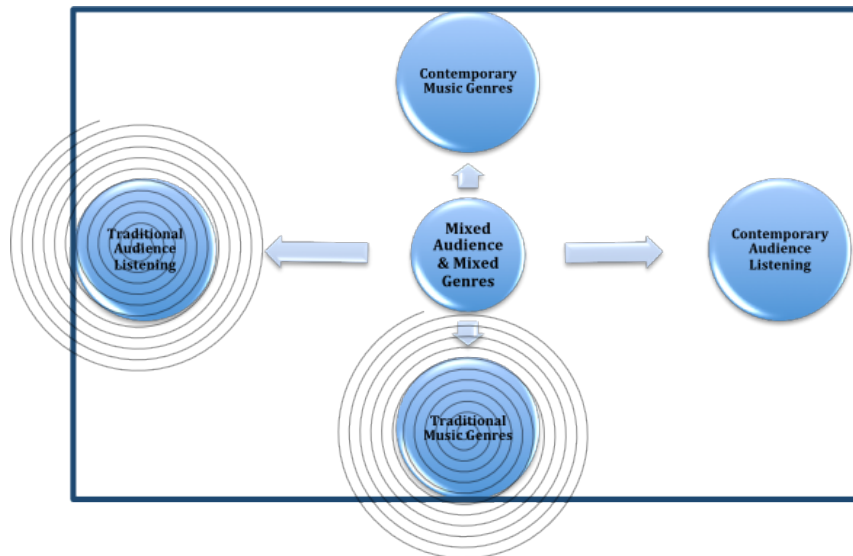 Contemporary
Music Genres
Traditional
Audience
Listening
Mixed
Audience
& Mixed
Genres
Contemporary
Audience
Listening
Traditional
Music Genres